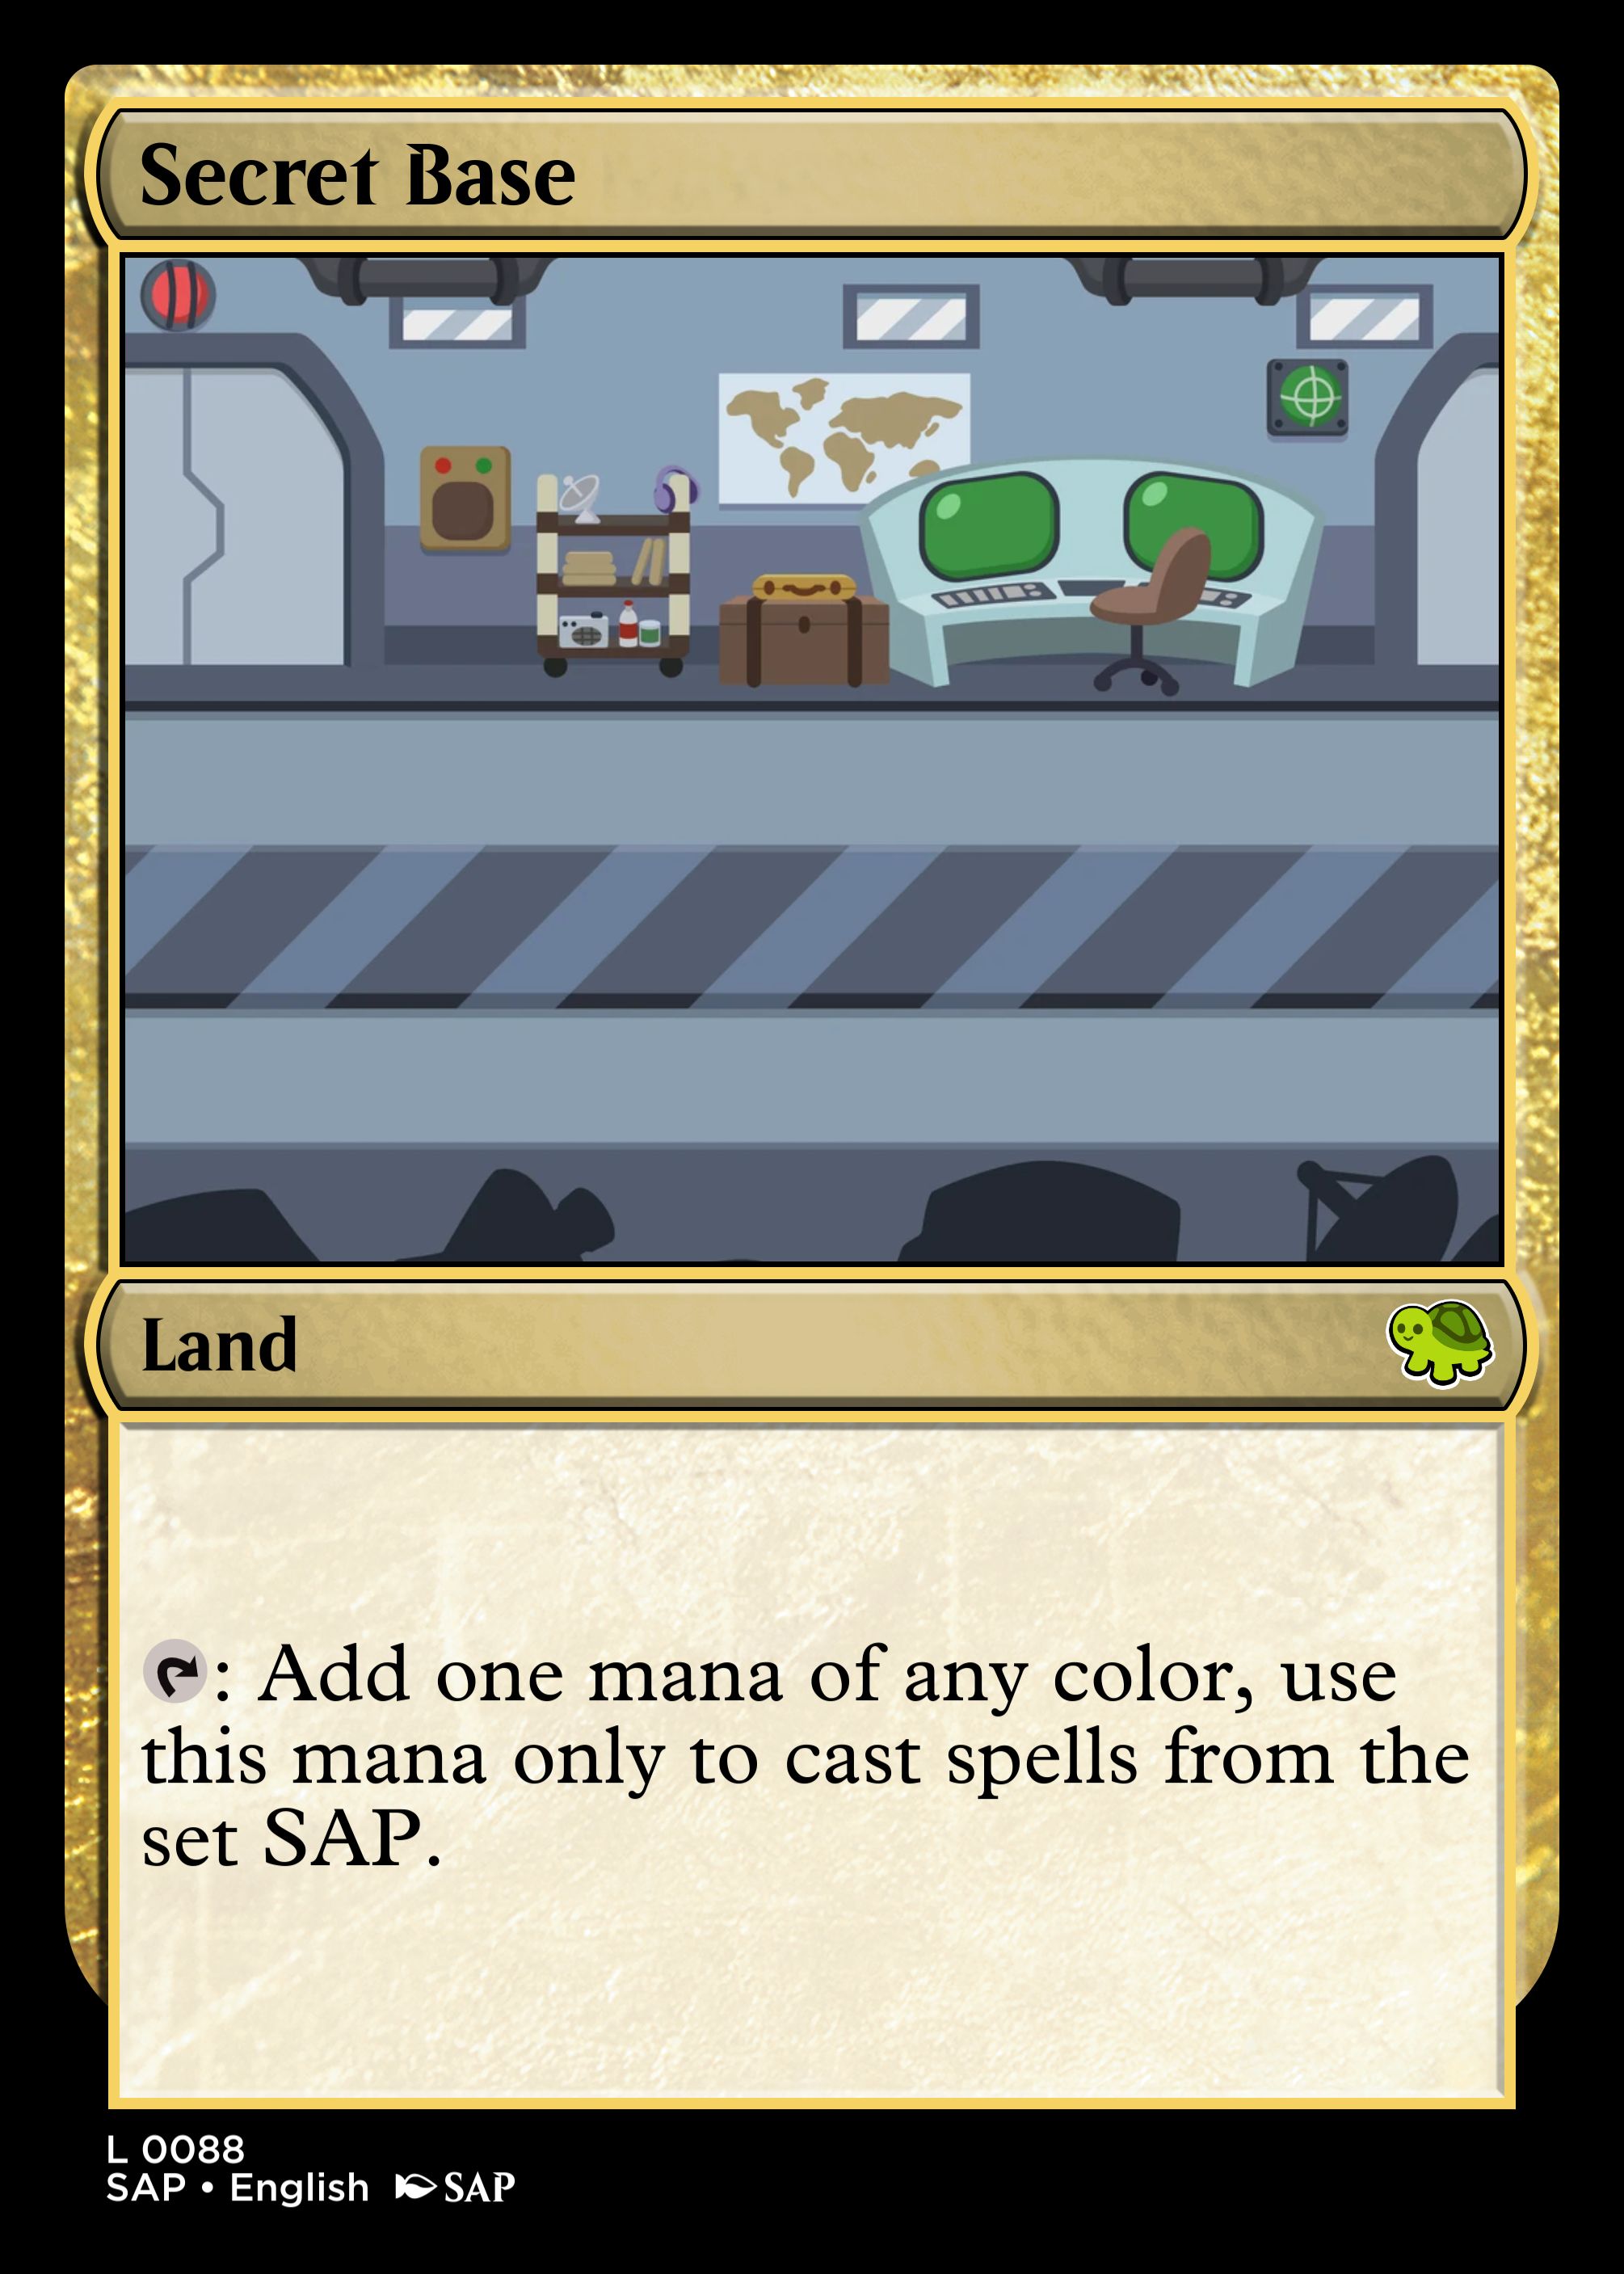 Secret Base
Land
: Add one mana of any color, use
this mana only to cast spells from the
set SAP.
L 0088
SAP • English SAP